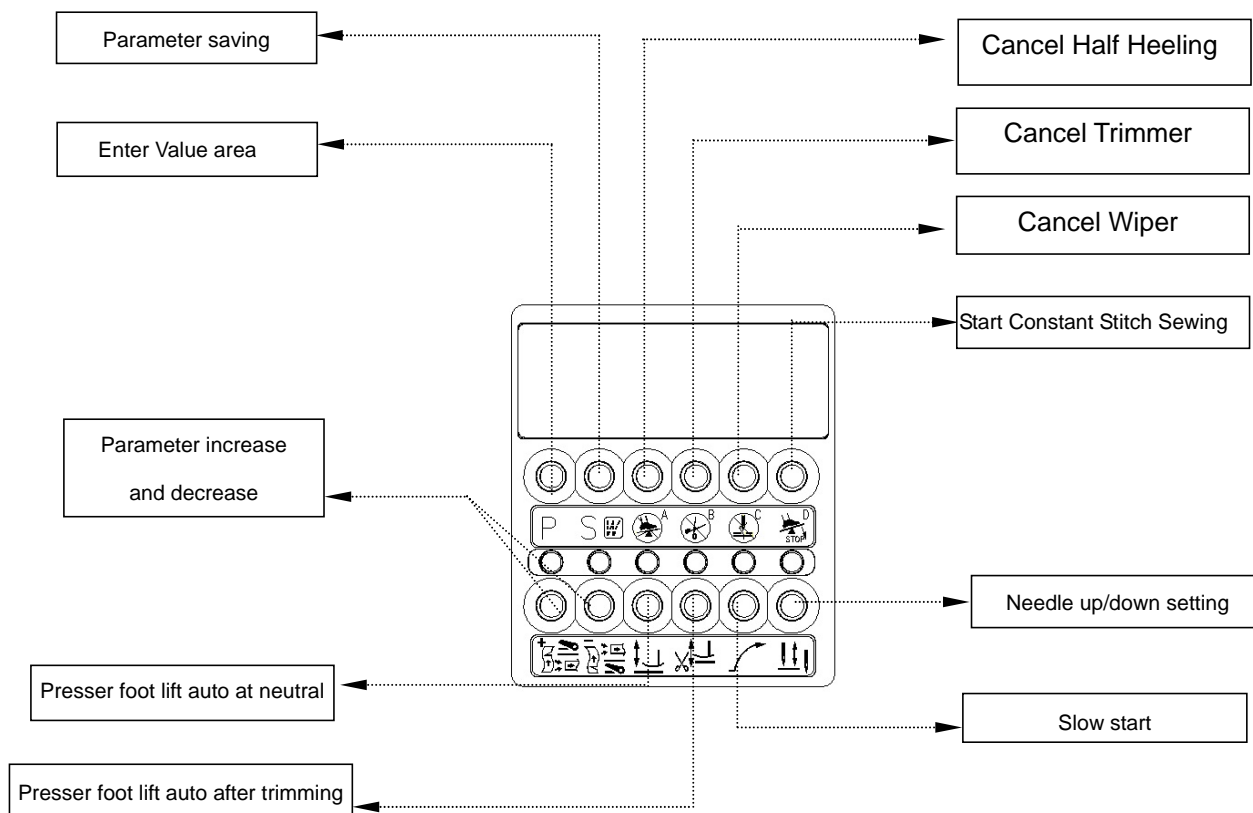 Parameter saving
Cancel Half Heeling
Enter Value area
Cancel Trimmer
Cancel Wiper
Start Constant Stitch Sewing
Parameter increase
and decrease
P S W A B C D
STOP
Needle up/down setting
+ -
Presser foot lift auto at neutral
Slow start
Presser foot lift auto after trimming